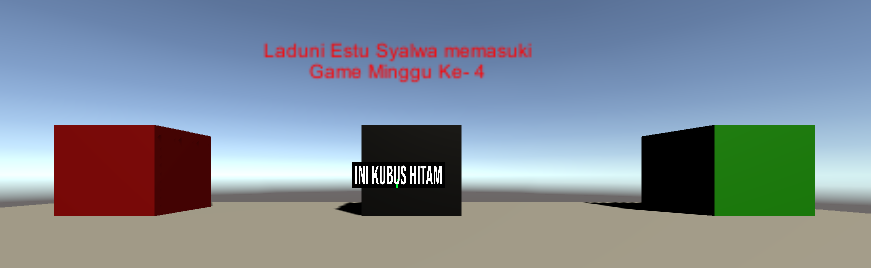 Laduni Estu Syalwa memasuki
Game Minggu Ke- 4
INI KUBUS HITAM